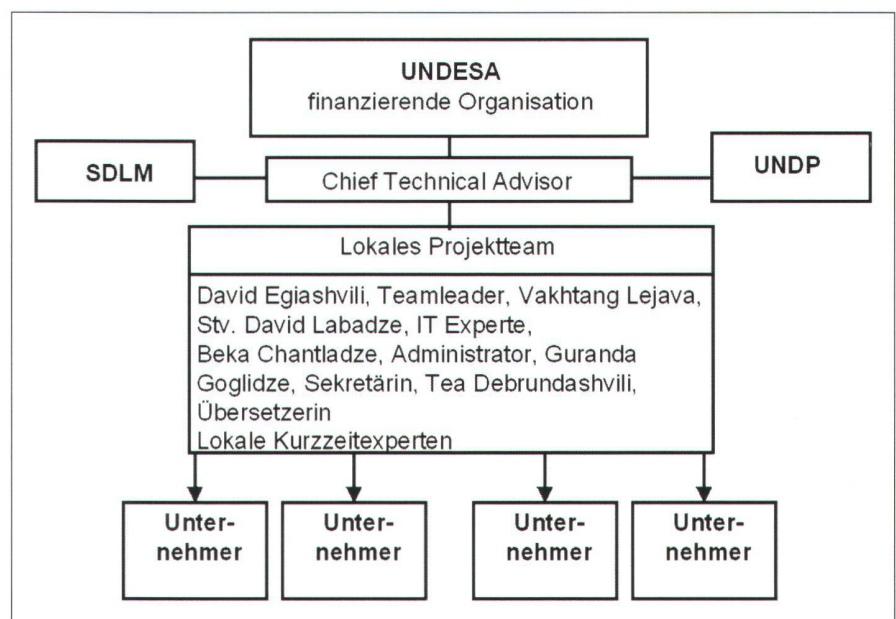 UNDESA
finanzierende Organisation
SDLM
Chief Technical Advisor
UNDP
Lokales Projektteam
David Egiashvili, Teamleader, Vakhtang Lejava,
Stv. David Labadze, IT Experte,
Beka Chantladze, Administrator, Guranda
Goglidze, Sekretärin, Tea Debrundashvili,
Übersetzerin
Lokale Kurzzeitexperten
Unter-
nehmer
Unter-
nehmer
Unter-
nehmer
Unter-
nehmer